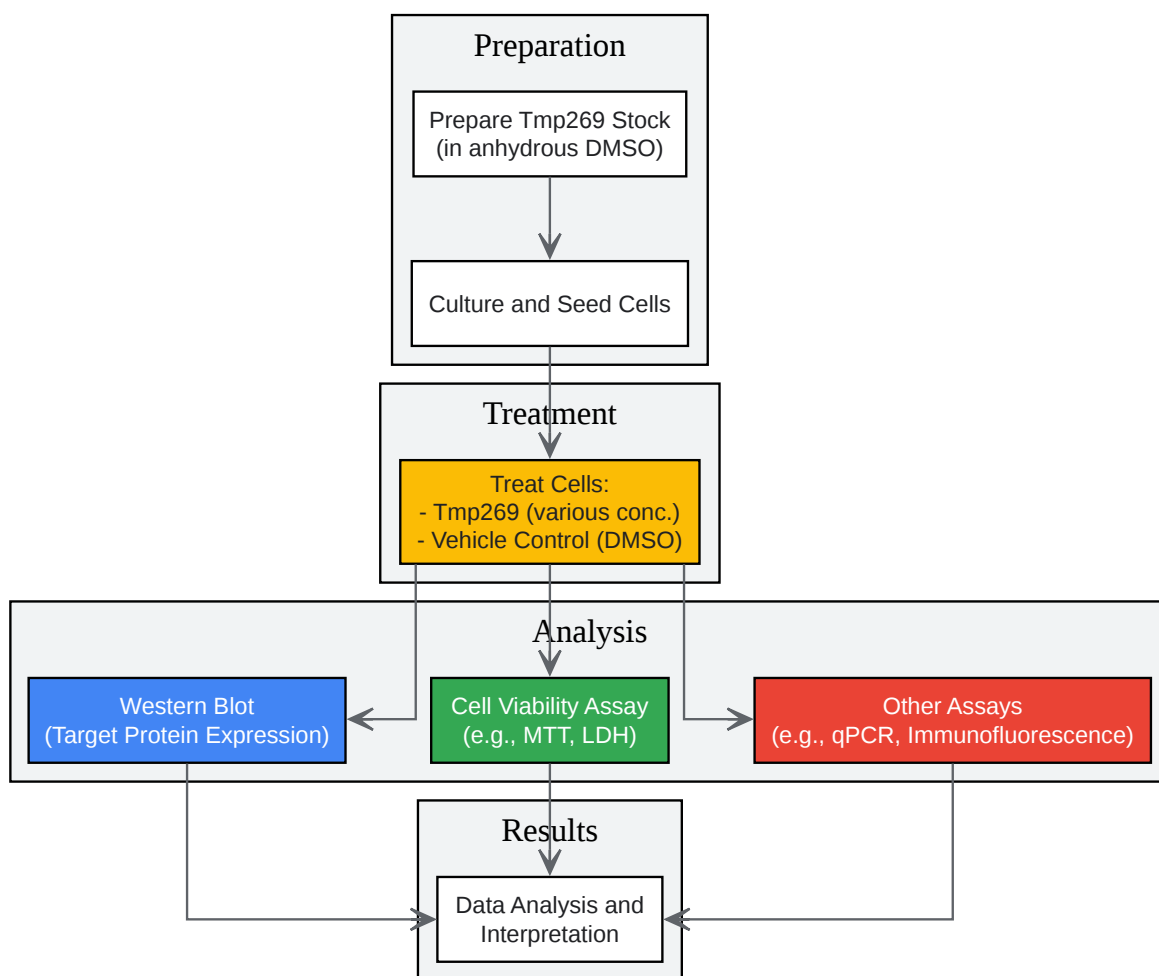 Preparation
Prepare Tmp269 Stock
(in anhydrous DMSO)
Culture and Seed Cells
Treatment
Treat Cells:
- Tmp269 (various conc.)
- Vehicle Control (DMSO)
Analysis
Western Blot
(Target Protein Expression)
Cell Viability Assay
(e.g., MTT, LDH)
Other Assays
(e.g., qPCR, Immunofluorescence)
Results
Data Analysis and
Interpretation